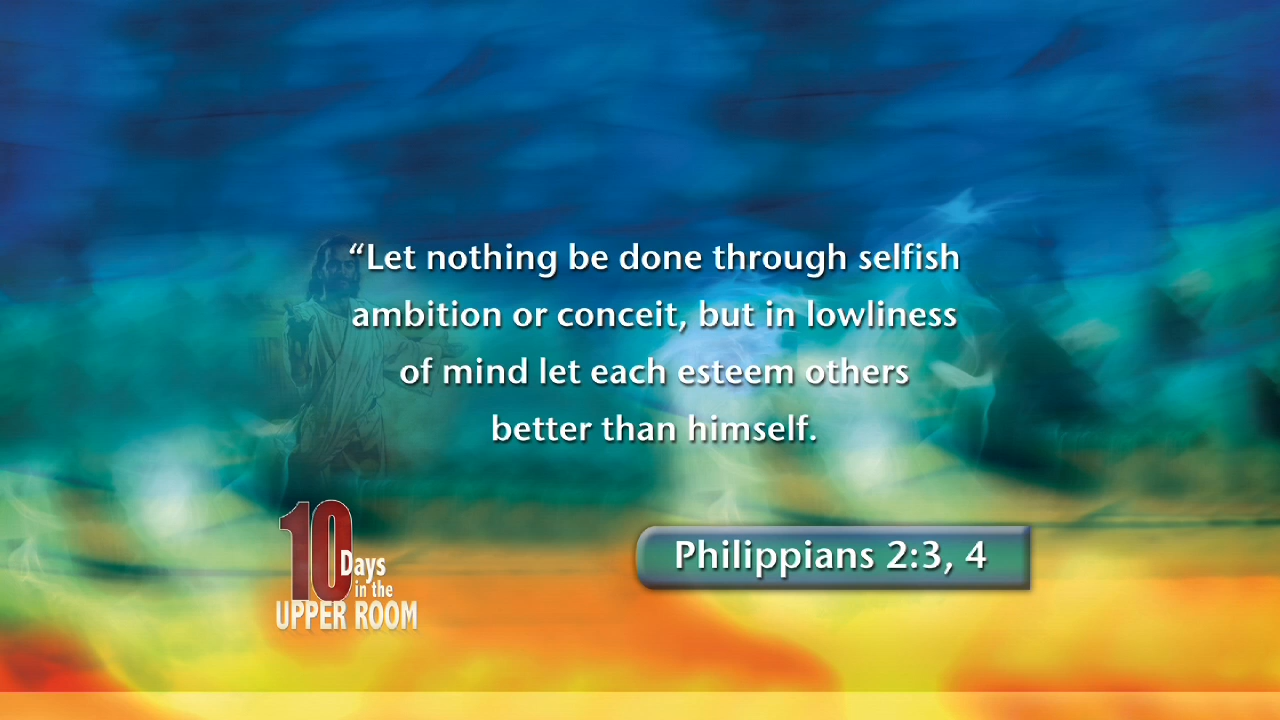 “Let nothing be done through selfish
ambition or conceit, but in lowliness
of mind let each esteem others
better than himself.
Philippians 2:3, 4
10
Days
in the
UPPER ROOM